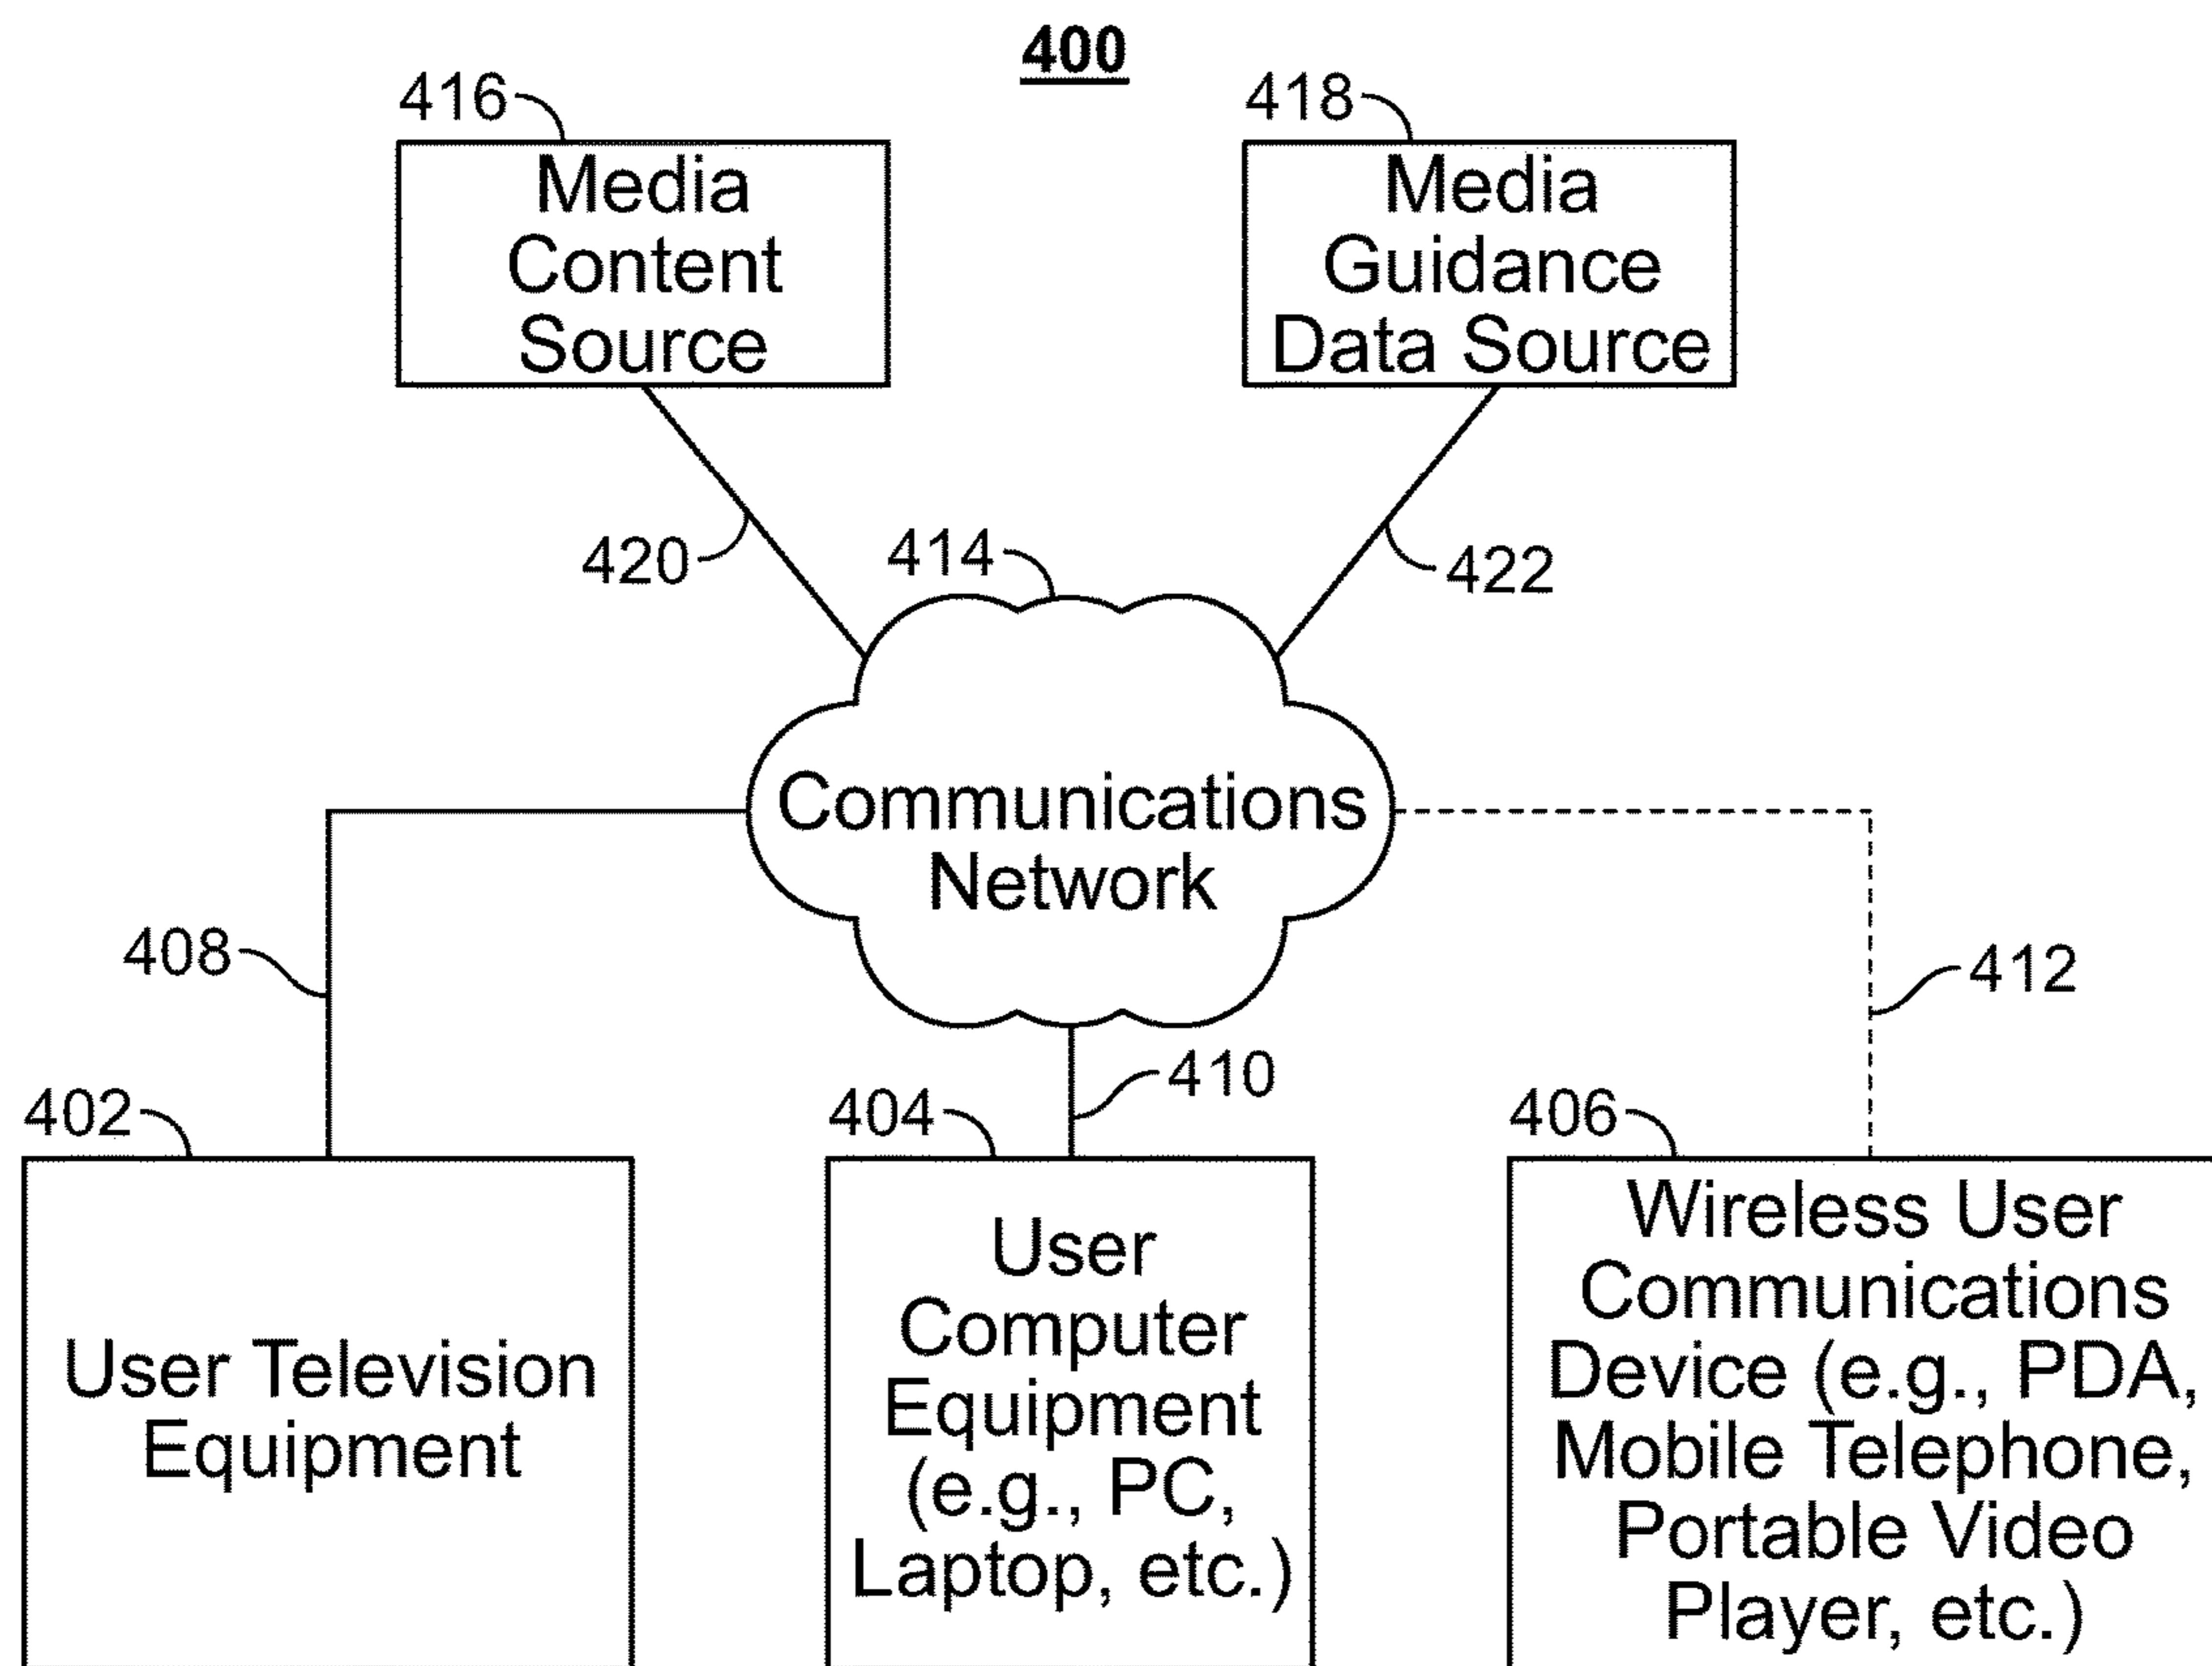 400
416
418
Media
Content
Source
Media
Guidance
Data Source
420
414
422
Communications
Network
408
412
410
402
404
406
User Television
Equipment
User
Computer
Equipment
(e.g., PC,
Laptop, etc.)
Wireless User
Communications
Device (e.g., PDA,
Mobile Telephone,
Portable Video
Player, etc.)